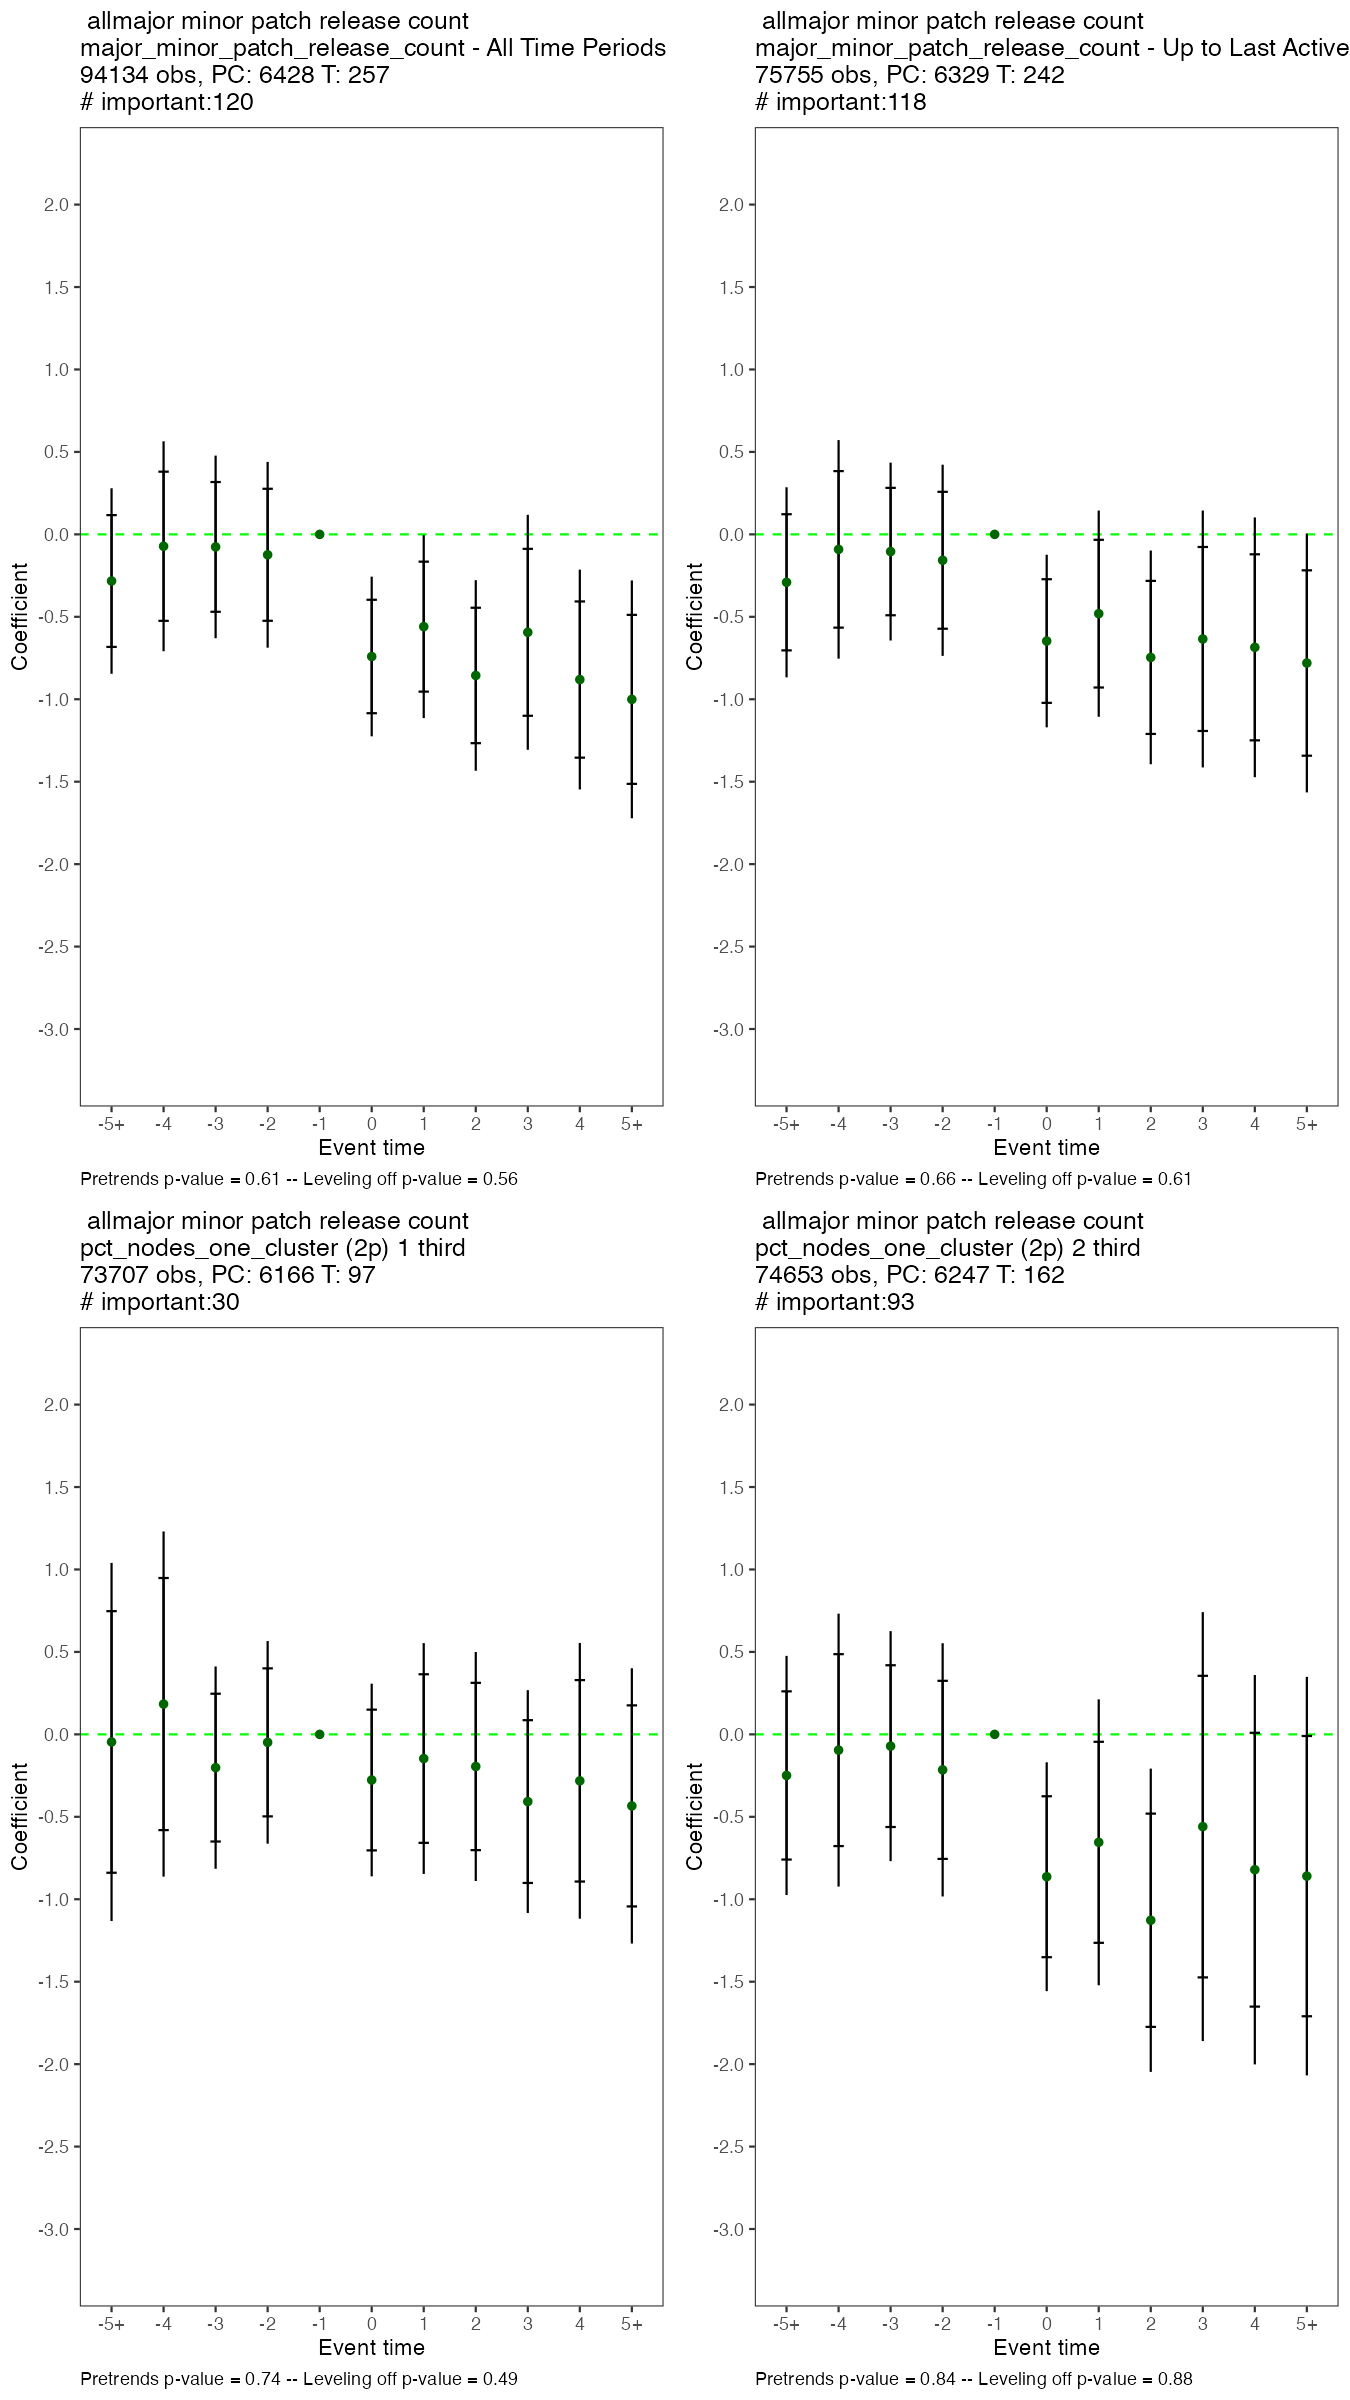 allmajor minor patch release count
major_minor_patch_release_count - All Time Periods
94134 obs, PC: 6428 T: 257
# important:120
2.0
1.5
1.0
0.5
0.0
-0.5
-1.0
-1.5
-2.0
-2.5
-3.0
Coefficient
-5+ -4 -3 -2 -1 0 1 2 3 4 5+
Event time
Pretrends p-value = 0.61 -- Leveling off p-value = 0.56
allmajor minor patch release count
major_minor_patch_release_count - Up to Last Active
75755 obs, PC: 6329 T: 242
# important:118
2.0
1.5
1.0
0.5
0.0
-0.5
-1.0
-1.5
-2.0
-2.5
-3.0
Coefficient
-5+ -4 -3 -2 -1 0 1 2 3 4 5+
Event time
Pretrends p-value = 0.66 -- Leveling off p-value = 0.61
allmajor minor patch release count
pct_nodes_one_cluster (2p) 1 third
73707 obs, PC: 6166 T: 97
# important:30
2.0
1.5
1.0
0.5
0.0
-0.5
-1.0
-1.5
-2.0
-2.5
-3.0
Coefficient
-5+ -4 -3 -2 -1 0 1 2 3 4 5+
Event time
Pretrends p-value = 0.74 -- Leveling off p-value = 0.49
allmajor minor patch release count
pct_nodes_one_cluster (2p) 2 third
74653 obs, PC: 6247 T: 162
# important:93
2.0
1.5
1.0
0.5
0.0
-0.5
-1.0
-1.5
-2.0
-2.5
-3.0
Coefficient
-5+ -4 -3 -2 -1 0 1 2 3 4 5+
Event time
Pretrends p-value = 0.84 -- Leveling off p-value = 0.88